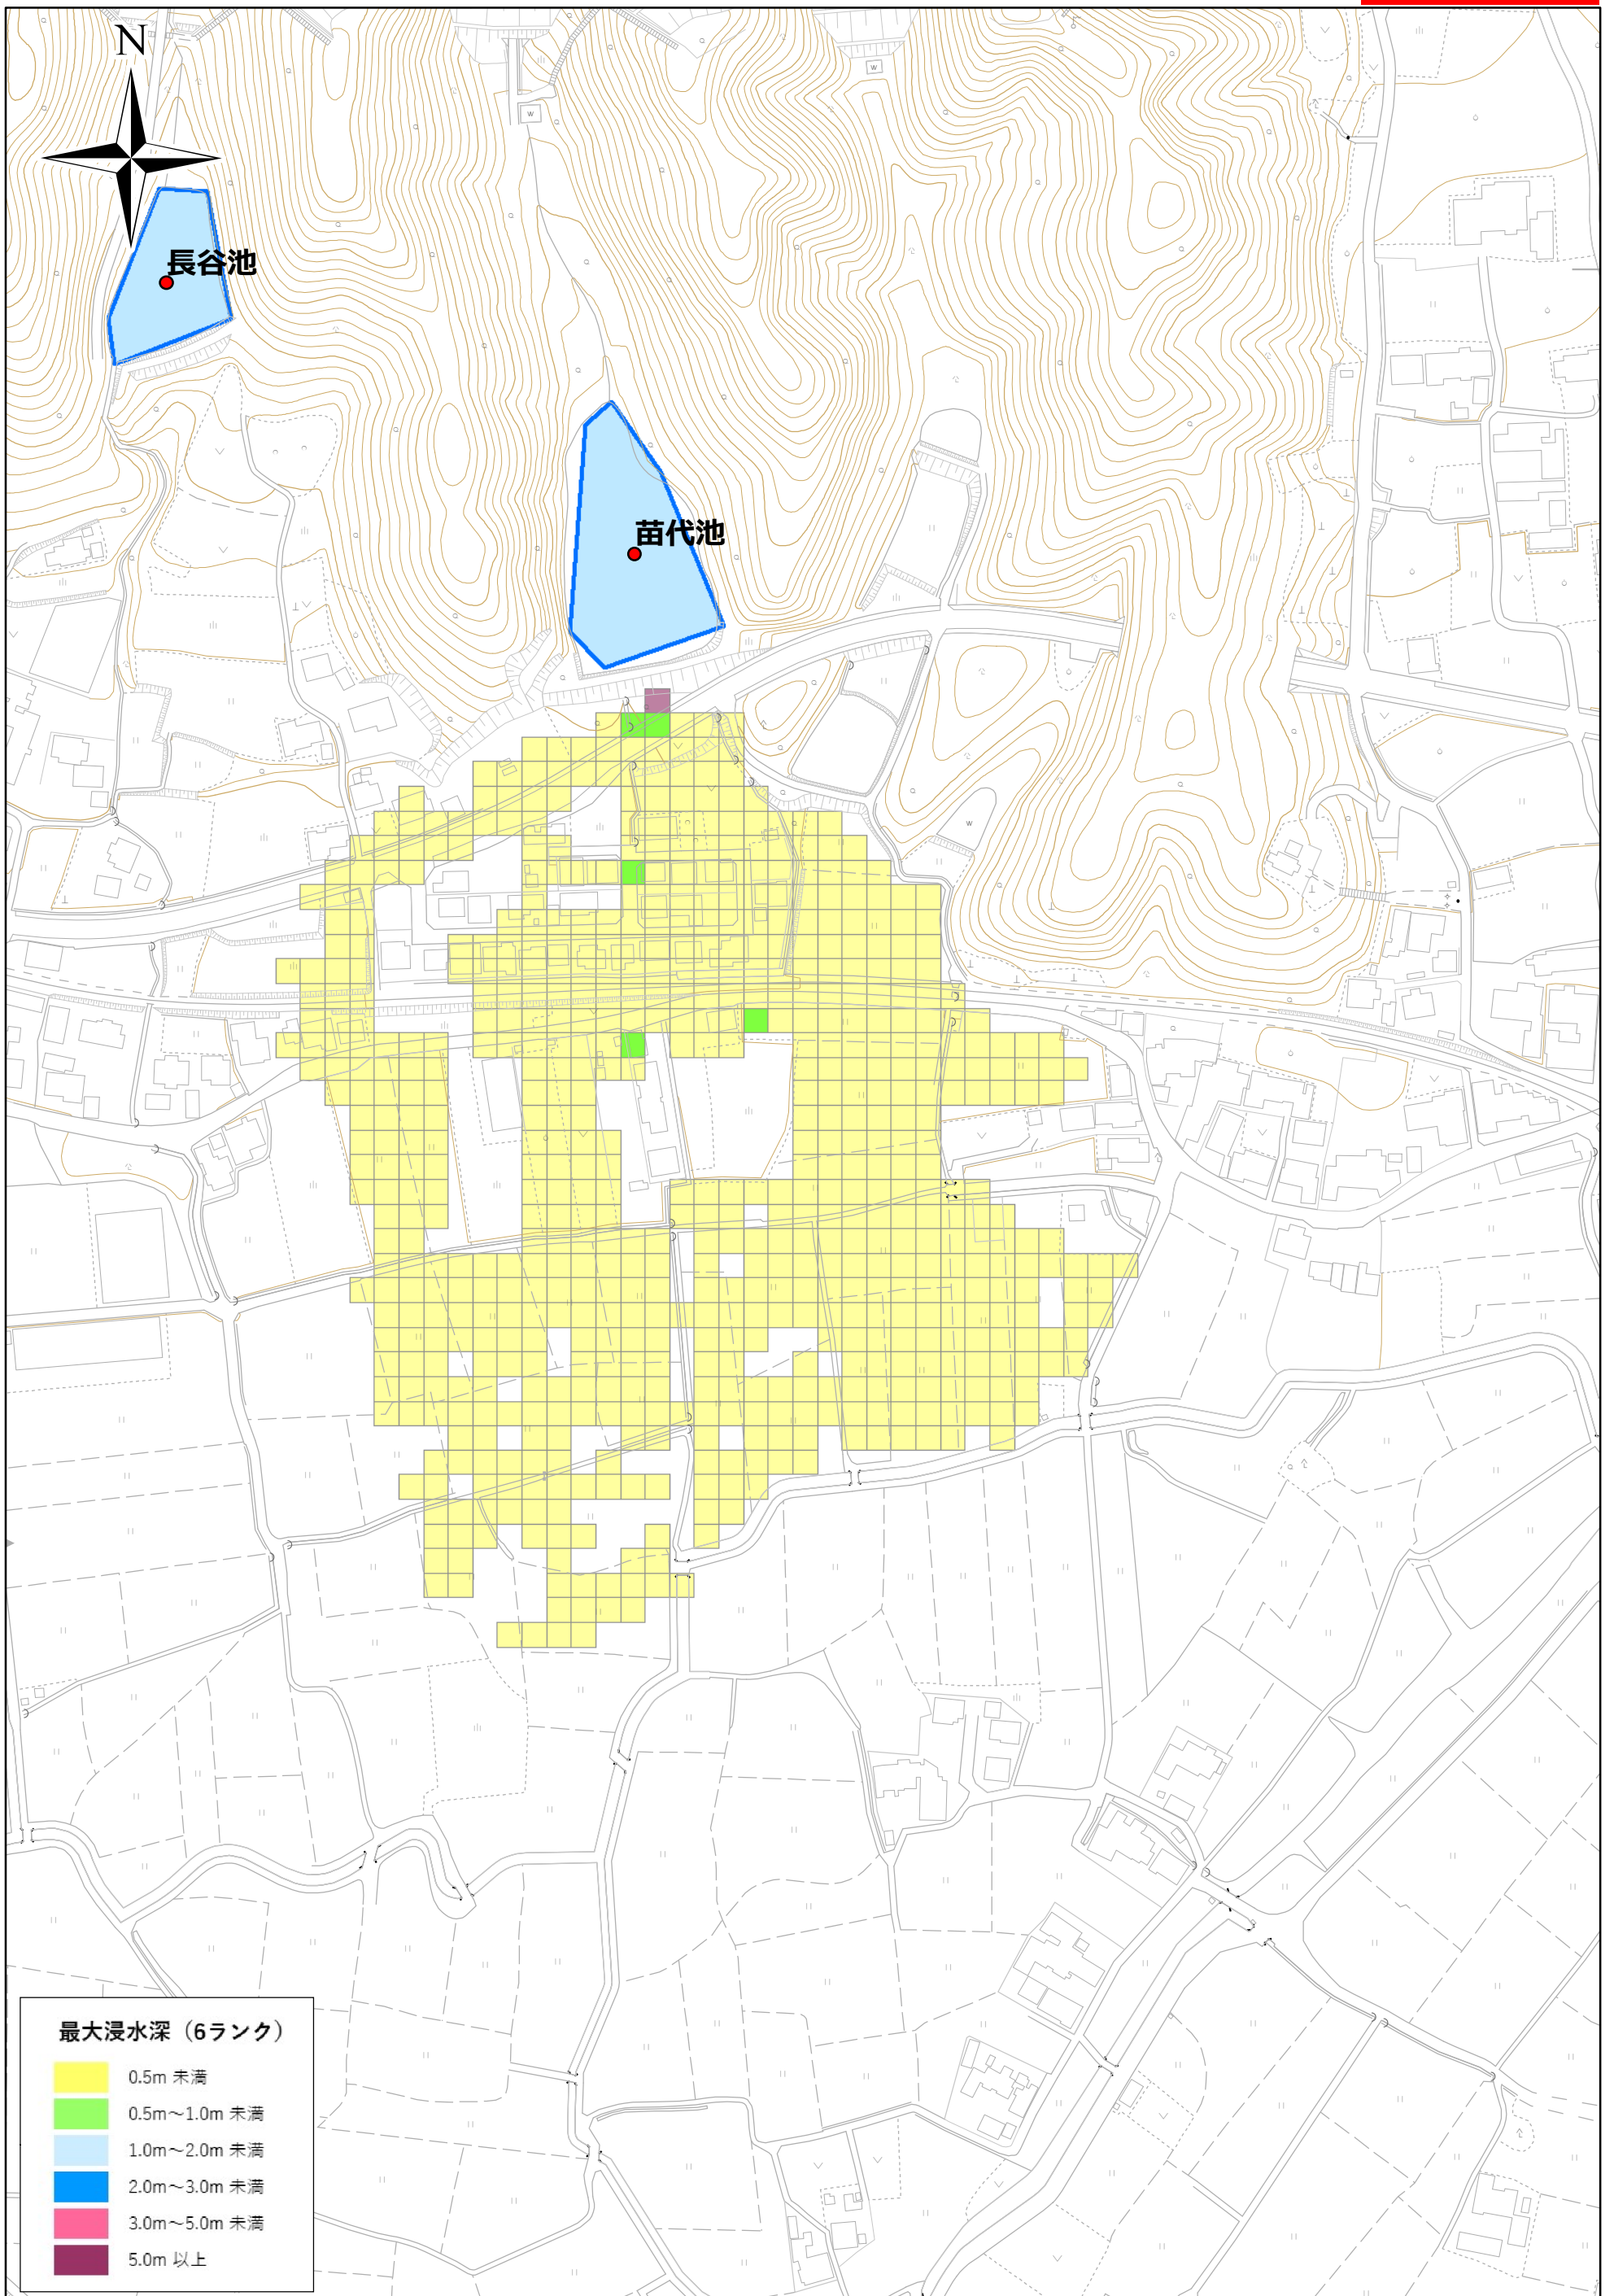 N
W
W
長谷池
苗代池
W
最大浸水深（6ランク）
0.5m 未満
0.5m～1.0m 未満
1.0m～2.0m 未満
2.0m～3.0m 未満
3.0m～5.0m 未満
5.0m 以上